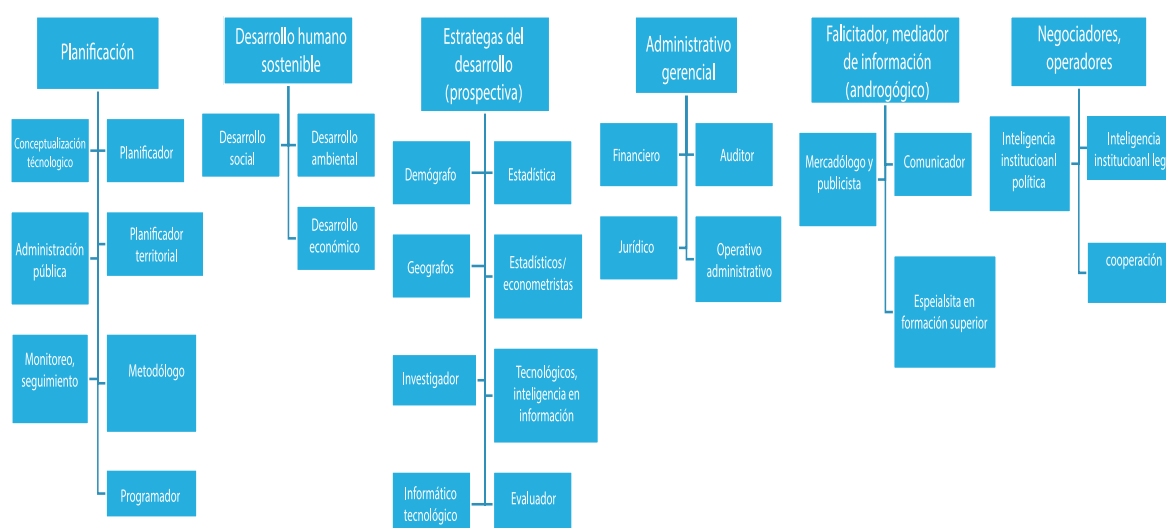 Planificación
Conceptualización
técnologico
Planificador
Administración
pública
Planificador
territorial
Monitoreo,
seguimiento
Metodólogo
Programador
Desarrollo humano
sostenible
Desarrollo
social
Desarrollo
ambiental
Desarrollo
económico
Estrategas del
desarrollo
(prospectiva)
Demógrafo
Estadística
Geografos
Estadísticos/
econometristas
Investigador
Tecnológicos,
inteligencia en
información
Informático
tecnológico
Evaluador
Administrativo
gerencial
Financiero
Auditor
Jurídico
Operativo
administrativo
Falicitador, mediador
de información
(androgógico)
Mercadólogo y
publicista
Comunicador
Espeialsita en
formación superior
Negociadores,
operadores
Inteligencia
institucioanl
política
Inteligencia
institucioanl leg
cooperación